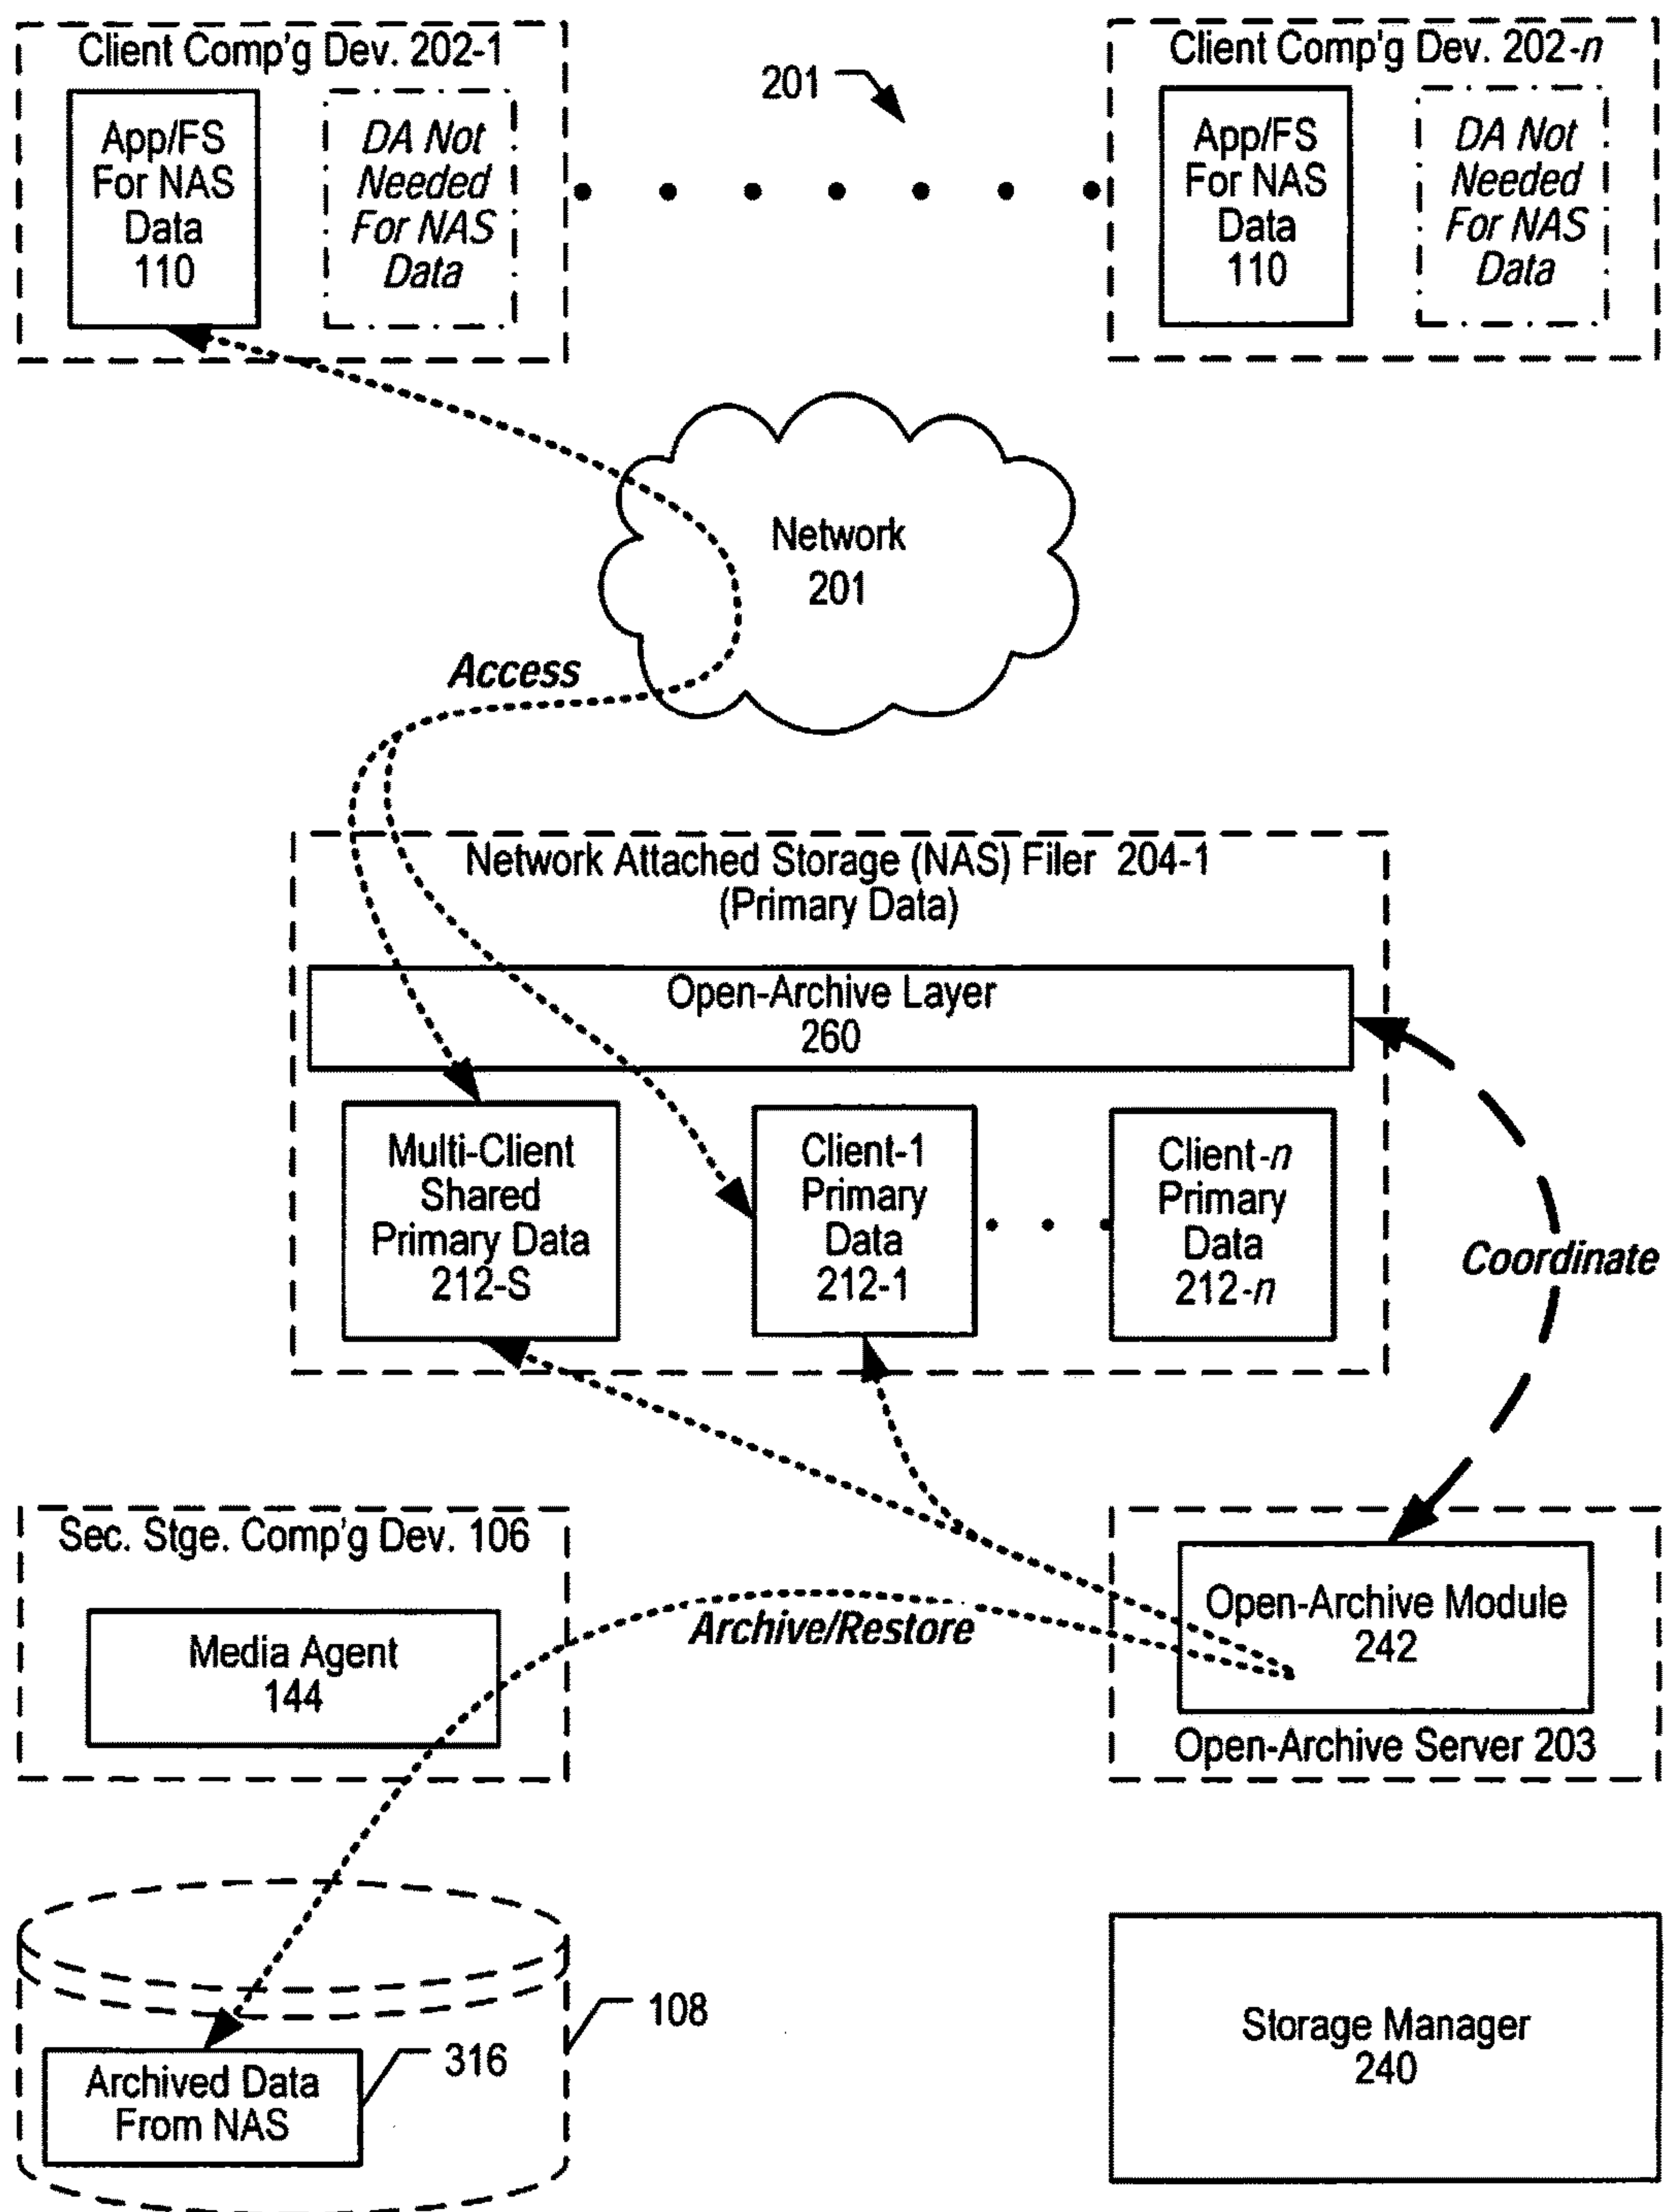 Client Comp'g Dev. 202-1
App/FS
For NAS
Data
110
DA Not
Needed
For NAS
Data
201
Client Comp'g Dev. 202-n
App/FS
For NAS
Data
110
DA Not
Needed
For NAS
Data
Network
201
Access
Network Attached Storage (NAS) Filer 204-1
(Primary Data)
Open-Archive Layer
260
Multi-Client
Shared
Primary Data
212-S
Client-1
Primary
Data
212-1
Client-n
Primary
Data
212-n
Coordinate
Sec. Stge. Comp'g Dev. 106
Media Agent
144
Archive/Restore
Open-Archive Module
242
Open-Archive Server 203
108
316
Archived Data
From NAS
Storage Manager
240